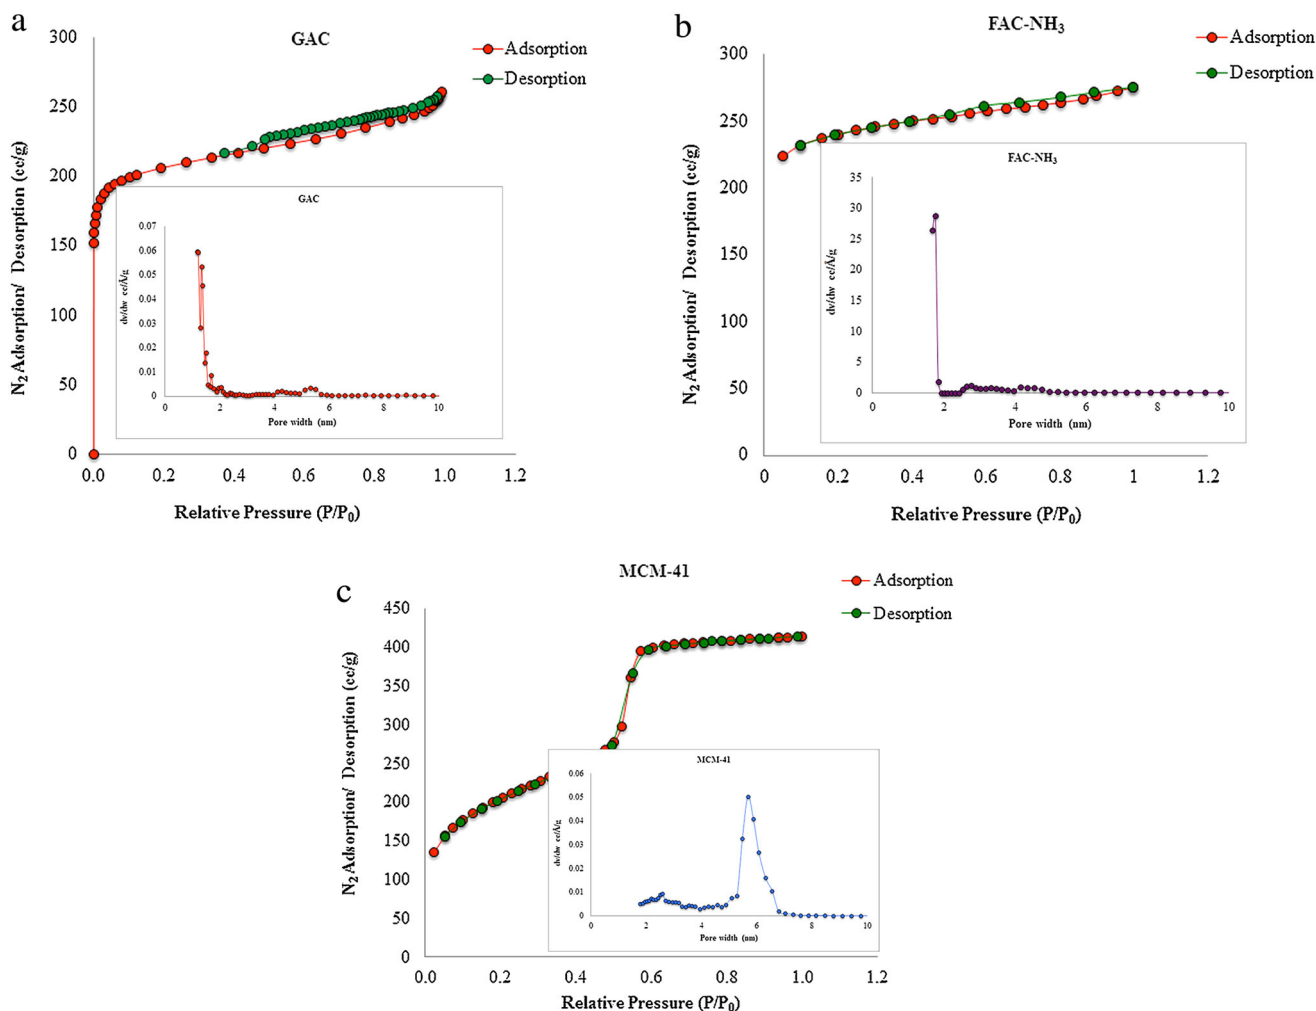 a
GAC
Adsorption
Desorption
300
250
200
150
100
50
0
0.0 0.2 0.4 0.6 0.8 1.0 1.2
N2 Adsorption/ Desorption (cc/g)
Relative Pressure (P/P0)
GAC
0.07
0.06
0.05
0.04
0.03
0.02
0.01
0
0 2 4 6 8 10
dv/dw cc/Å/g
Pore width (nm)
b
FAC-NH3
Adsorption
Desorption
300
250
200
150
100
50
0
0 0.2 0.4 0.6 0.8 1 1.2
N2 Adsorption/ Desorption (cc/g)
Relative Pressure (P/P0)
FAC-NH3
35
30
25
20
15
10
5
0
0 2 4 6 8 10
dv/dw cc/Å/g
Pore width (nm)
c
MCM-41
Adsorption
Desorption
450
400
350
300
250
200
150
100
50
0
0.0 0.2 0.4 0.6 0.8 1.0 1.2
N2 Adsorption/ Desorption (cc/g)
Relative Pressure (P/P0)
MCM-41
0.06
0.05
0.04
0.03
0.02
0.01
0
0 2 4 6 8 10
dv/dw cc/Å/g
Pore width (nm)